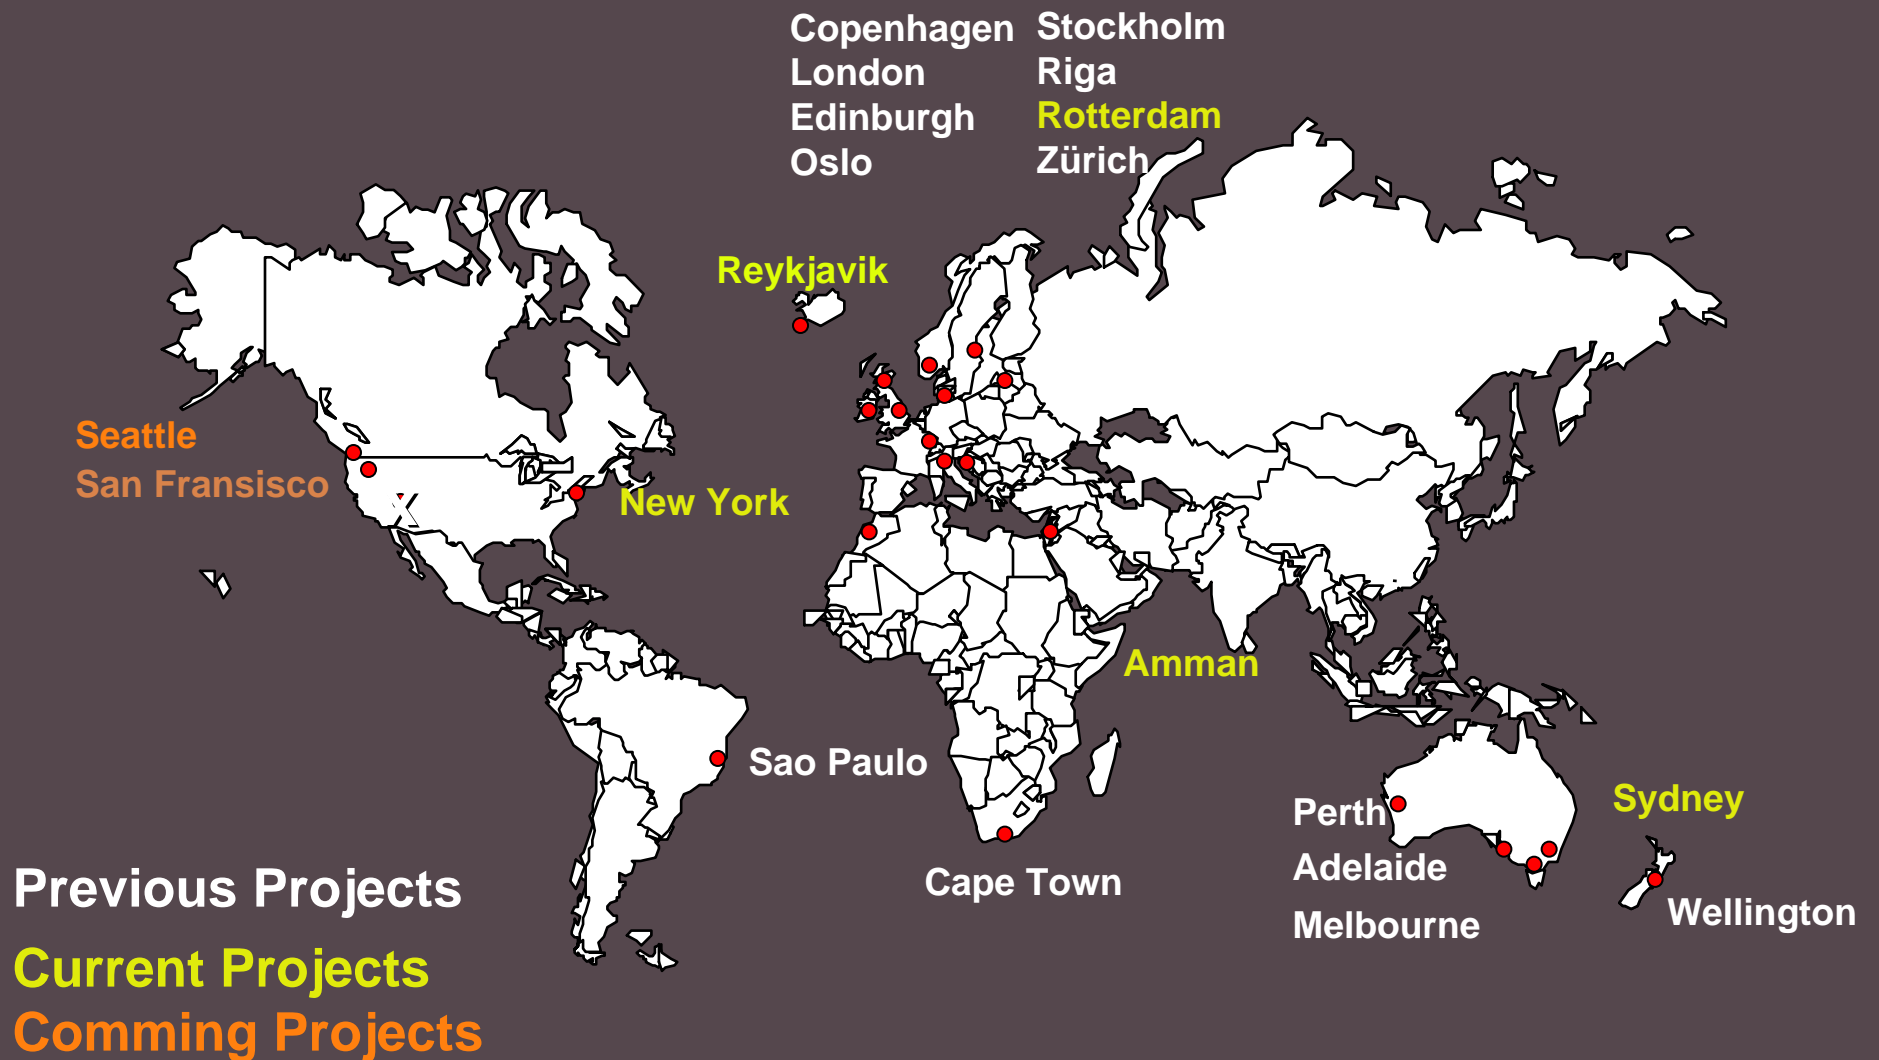 Copenhagen
London
Edinburgh
Oslo
Stockholm
Riga
Rotterdam
Zürich
Reykjavik
Seattle
San Fransisco
New York
Amman
Sao Paulo
Cape Town
Perth
Adelaide
Melbourne
Sydney
Wellington
Previous Projects
Current Projects
Comming Projects